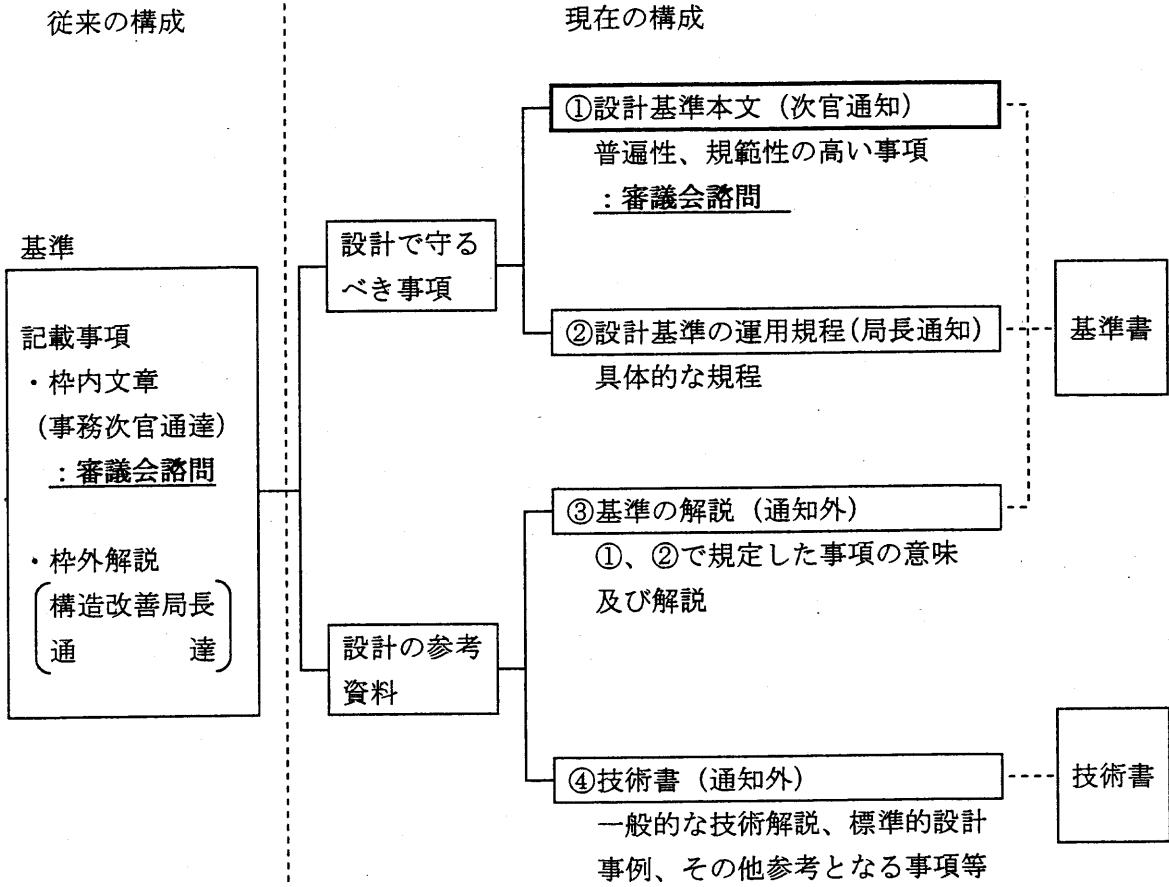 従来の構成
現在の構成
基準
記載事項
・枠内文章
(事務次官通達)
:審議会諮問
・枠外解説
構造改善局長
通 達
設計で守る
べき事項
設計の参考
資料
①設計基準本文(次官通知)
普遍性、規範性の高い事項
:審議会諮問
②設計基準の運用規程(局長通知)
具体的な規程
③基準の解説(通知外)
①、②で規定した事項の意味
及び解説
④技術書(通知外)
一般的な技術解説、標準的設計
事例、その他参考となる事項等
基準書
技術書